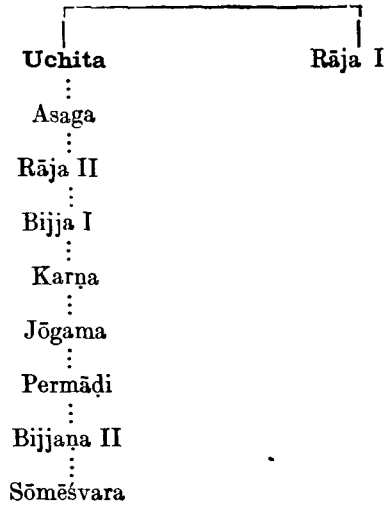 Uchita Rāja I
Asaga
Rāja II
Bijja I
Karṇa
Jōgama
Permāḍi
Bijjaṇa II
Sōmēśvara